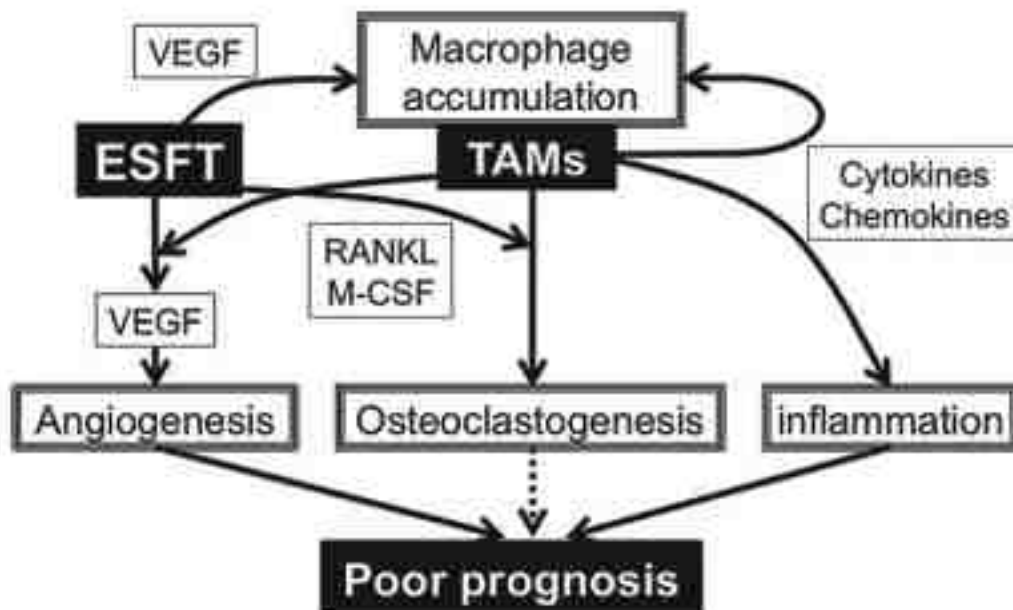 VEGF
Macrophage
accumulation
ESFT
TAMs
Cytokines
Chemokines
RANKL
M-CSF
VEGF
Angiogenesis
Osteoclastogenesis
inflammation
Poor prognosis